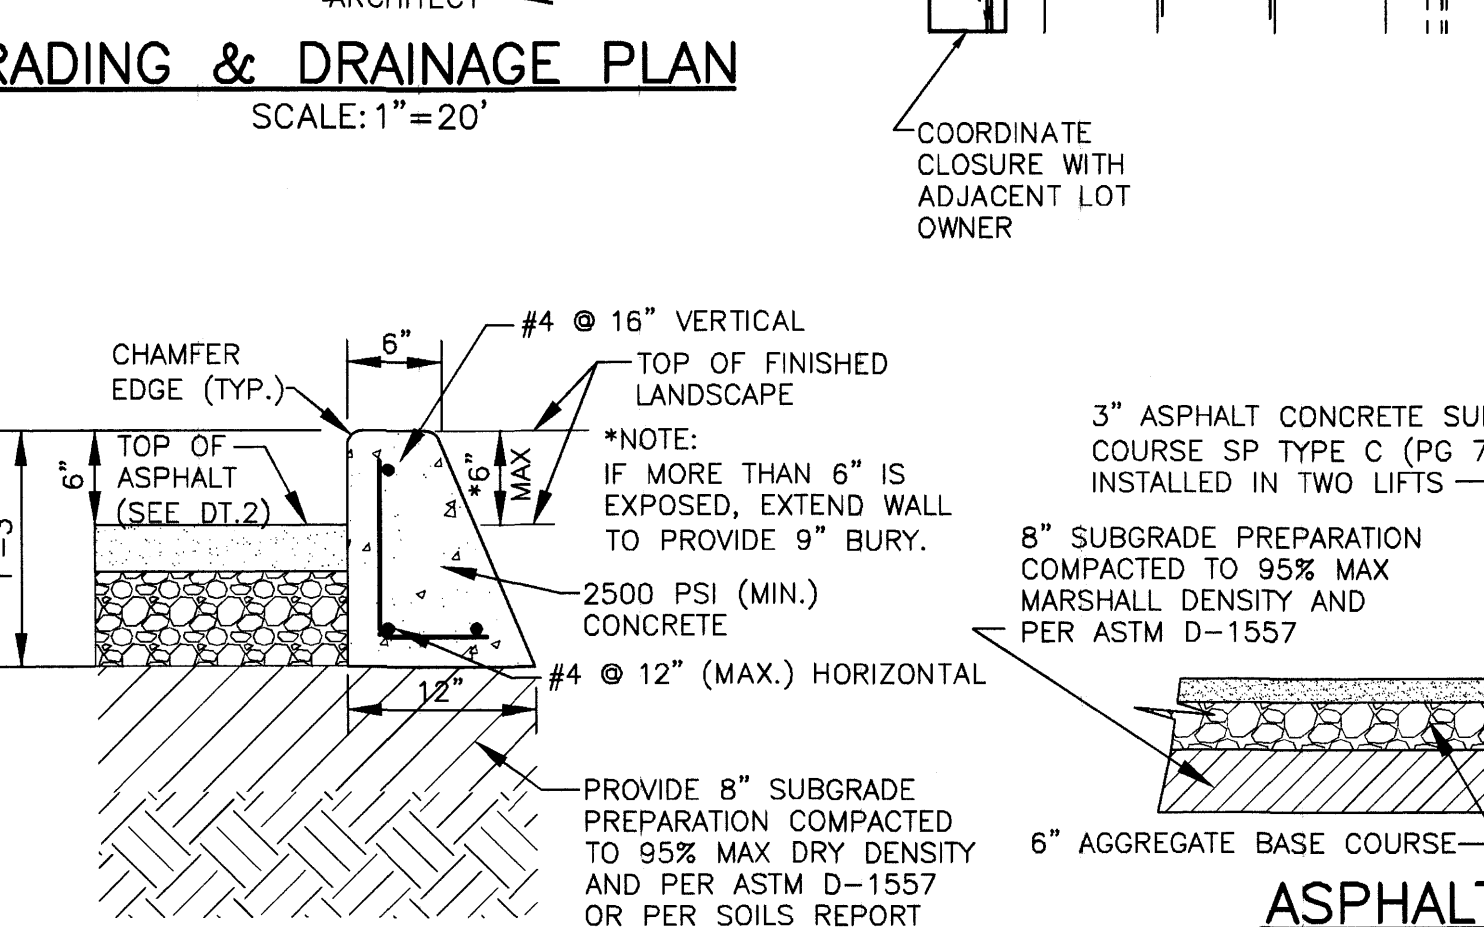 ARCHITECT
GRADING & DRAINAGE PLAN
SCALE: 1"=20'
COORDINATE
CLOSURE WITH
ADJACENT LOT
OWNER
#4 @ 16" VERTICAL
6"
CHAMFER
EDGE (TYP.)
TOP OF FINISHED
LANDSCAPE
TOP OF
ASPHALT
(SEE DT.2)
6"
*6"
MAX
*NOTE:
IF MORE THAN 6" IS
EXPOSED, EXTEND WALL
TO PROVIDE 9" BURY.
2500 PSI (MIN.)
CONCRETE
#4 @ 12" (MAX.) HORIZONTAL
12"
PROVIDE 8" SUBGRADE
PREPARATION COMPACTED
TO 95% MAX DRY DENSITY
AND PER ASTM D-1557
OR PER SOILS REPORT
3" ASPHALT CONCRETE
COURSE SP TYPE C (PG 7
INSTALLED IN TWO LIFTS
8" SUBGRADE PREPARATION
COMPACTED TO 95% MAX
MARSHALL DENSITY AND
PER ASTM D-1557
6" AGGREGATE BASE COURSE
ASPHALT